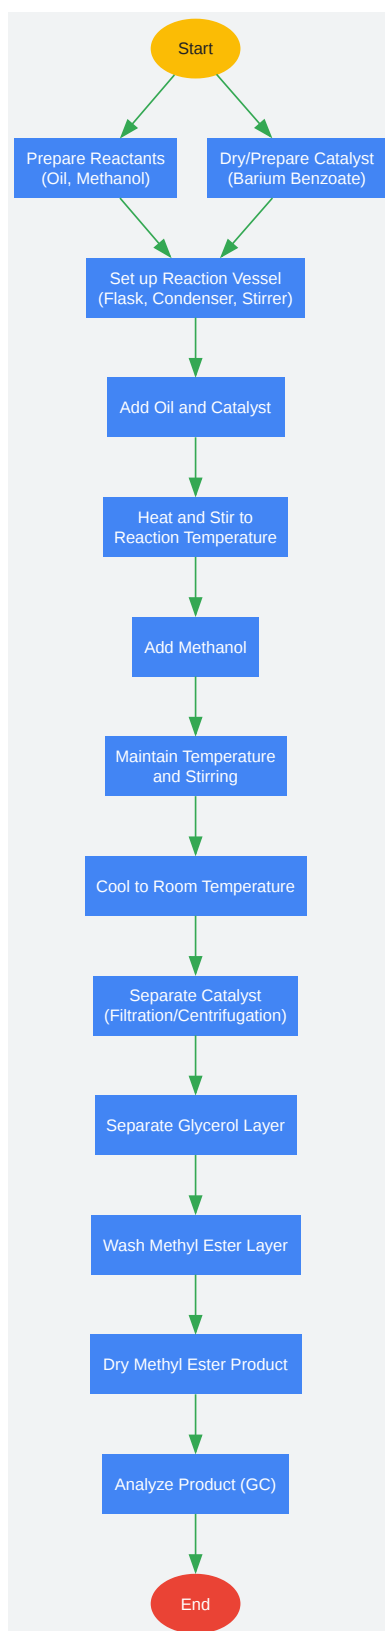 Start
Prepare Reactants
(Oil, Methanol)
Dry/Prepare Catalyst
(Barium Benzoate)
Set up Reaction Vessel
(Flask, Condenser, Stirrer)
Add Oil and Catalyst
Heat and Stir to
Reaction Temperature
Add Methanol
Maintain Temperature
and Stirring
Cool to Room Temperature
Separate Catalyst
(Filtration/Centrifugation)
Separate Glycerol Layer
Wash Methyl Ester Layer
Dry Methyl Ester Product
Analyze Product (GC)
End